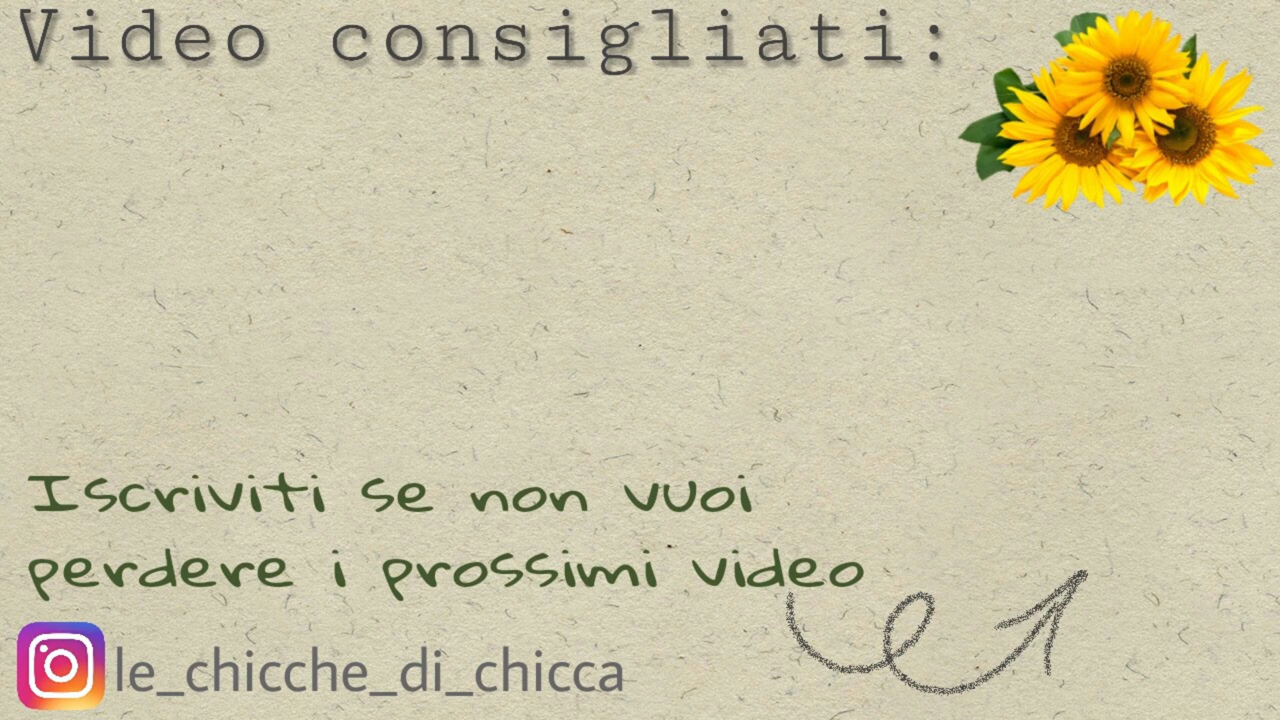 Video consigliati:
Iscriviti se non vuoi
perdere i prossimi video
le_chicche_di_chicca